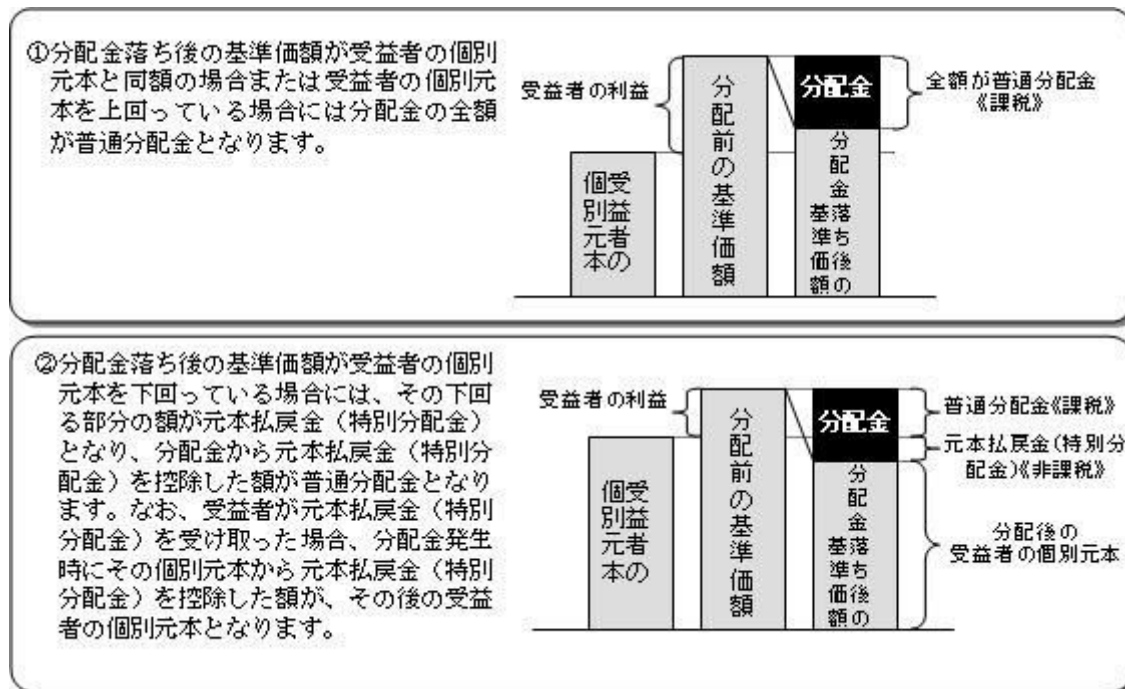 ①分配金落ち後の基準価額が受益者の個別
元本と同額の場合または受益者の個別元
本を上回っている場合には分配金の全額
が普通分配金となります。
受益者の利益
受益者の
個別元本
分配前の基準価額
分配金
分配金落ち後の
基準価額
全額が普通分配金
《課税》
②分配金落ち後の基準価額が受益者の個別
元本を下回っている場合には、その下回
る部分の額が元本払戻金（特別分配金）
となり、分配金から元本払戻金（特別分
配金）を控除した額が普通分配金となり
ます。なお、受益者が元本払戻金（特別
分配金）を受け取った場合、分配金発生
時にその個別元本から元本払戻金（特別
分配金）を控除した額が、その後の受益
者の個別元本となります。
受益者の利益
受益者の
個別元本
分配前の基準価額
分配金
分配金落ち後の
基準価額
普通分配金《課税》
元本払戻金(特別分
配金)《非課税》
分配後の
受益者の個別元本